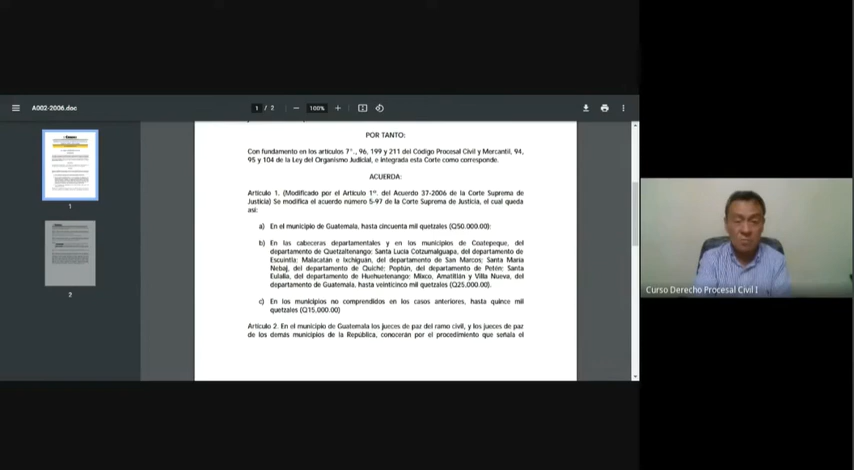 A002-2006.doc
1 / 2
100%
POR TANTO:
Con fundamento en los artículos 7º., 96, 199 y 211 del Código Procesal Civil y Mercantil, 94,
95 y 104 de la Ley del Organismo Judicial, e integrada esta Corte como corresponde.
ACUERDA:
Artículo 1. (Modificado por el Artículo 1º. del Acuerdo 37-2006 de la Corte Suprema de
Justicia) Se modifica el acuerdo número 5-97 de la Corte Suprema de Justicia, el cual queda
así:
a) En el municipio de Guatemala, hasta cincuenta mil quetzales (Q50.000.00);
b) En las cabeceras departamentales y en los municipios de Coatepeque, del
departamento de Quetzaltenango; Santa Lucía Cotzumalguapa, del departamento de
Escuintla; Malacatán e Ixchiguán, del departamento de San Marcos; Santa María
Nebaj, del departamento de Quiché; Poptún, del departamento de Petén; Santa
Eulalia, del departamento de Huehuetenango; Mixco, Amatitlán y Villa Nueva, del
departamento de Guatemala, hasta veinticinco mil quetzales (Q25,000.00).
c) En los municipios no comprendidos en los casos anteriores, hasta quince mil
quetzales (Q15,000.00)
Artículo 2. En el municipio de Guatemala los jueces de paz del ramo civil, y los jueces de paz
de los demás municipios de la República, conocerán por el procedimiento que señala el
1
2
Curso Derecho Procesal Civil I